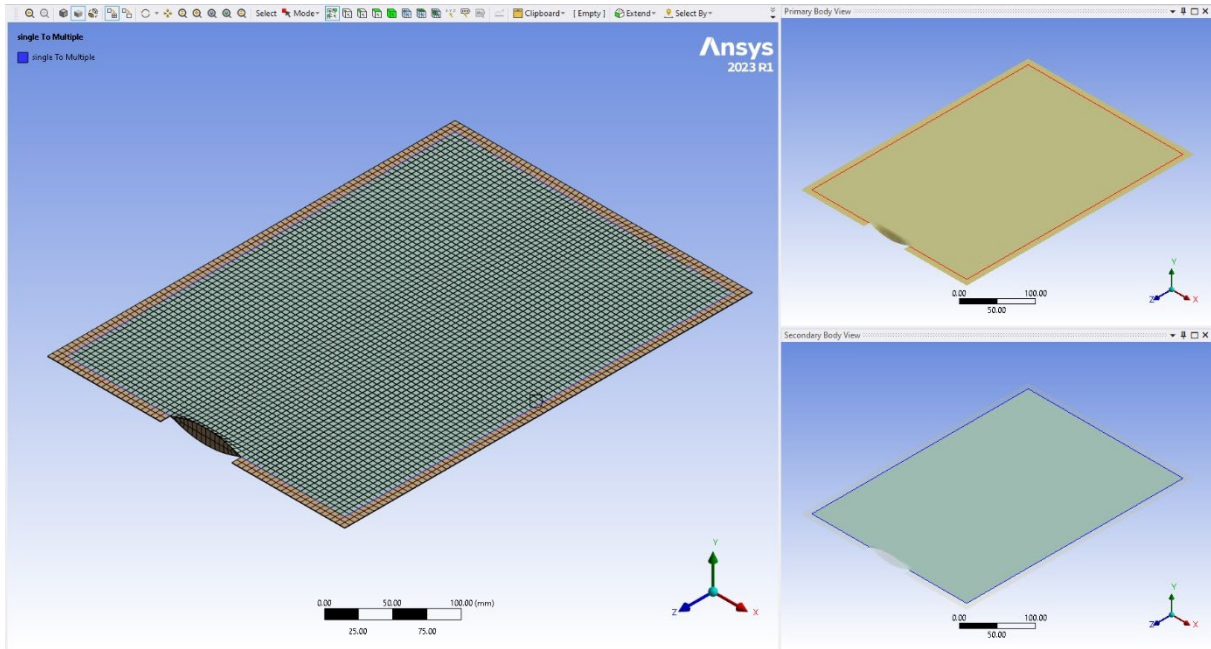 Select Mode Clipboard [Empty] Extend Select By
single To Multiple
single To Multiple
Ansys
2023 R1
Y
Z X
0.00 50.00 100.00 (mm)
25.00 75.00
Primary Body View
Y
Z X
0.00 100.00
50.00
Secondary Body View
Y
Z X
0.00 100.00
50.00